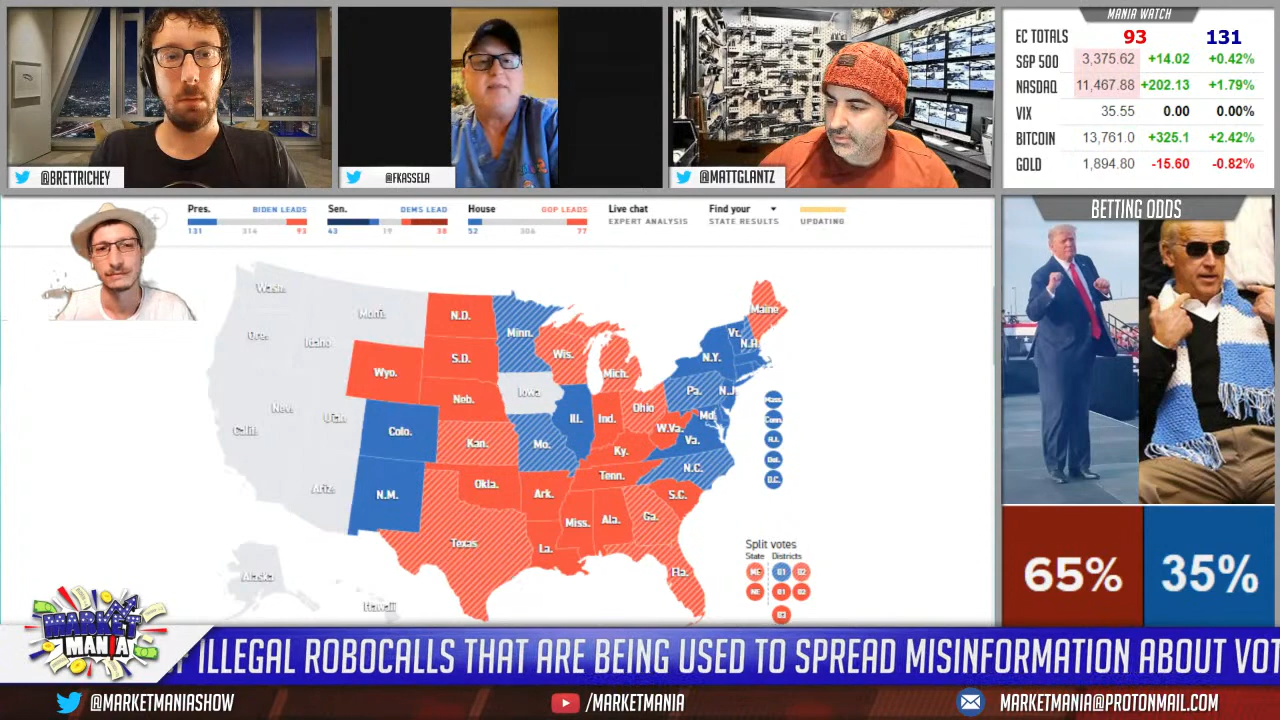 MANIA WATCH
EC TOTALS 93 131
S&P 500 3,375.62 +14.02 +0.42%
NASDAQ 11,467.88 +202.13 +1.79%
VIX 35.55 0.00 0.00%
BITCOIN 13,761.0 +325.1 +2.42%
GOLD 1,894.80 -15.60 -0.82%
@BRETTRICHEY
@FKASSELA
@MATTGLANTZ
Pres. BIDEN LEADS
131 314 93
Sen. DEMS LEAD
43 19 38
House GOP LEADS
52 306 77
Live chat
EXPERT ANALYSIS
Find your
STATE RESULTS
UPDATING
BETTING ODDS
Wash.
Mont.
N.D.
Minn.
Maine
Ore.
Idaho
Wyo.
S.D.
Wis.
Mich.
N.Y.
Vt.
N.H.
Nev.
Utah
Colo.
Neb.
Iowa
Ill.
Ind.
Ohio
Pa.
N.J.
Calif.
Kan.
Mo.
Ky.
W.Va.
Va.
Md.
Mass.
Conn.
R.I.
Del.
D.C.
Ariz.
N.M.
Okla.
Ark.
Tenn.
N.C.
S.C.
Texas
La.
Miss.
Ala.
Ga.
Fla.
Alaska
Hawaii
Split votes
State Districts
ME 01 02
NE 01 02
03
65% 35%
MARKET
MANIA
F ILLEGAL ROBOCALLS THAT ARE BEING USED TO SPREAD MISINFORMATION ABOUT VOT
@MARKETMANIASHOW
/MARKETMANIA
MARKETMANIA@PROTONMAIL.COM